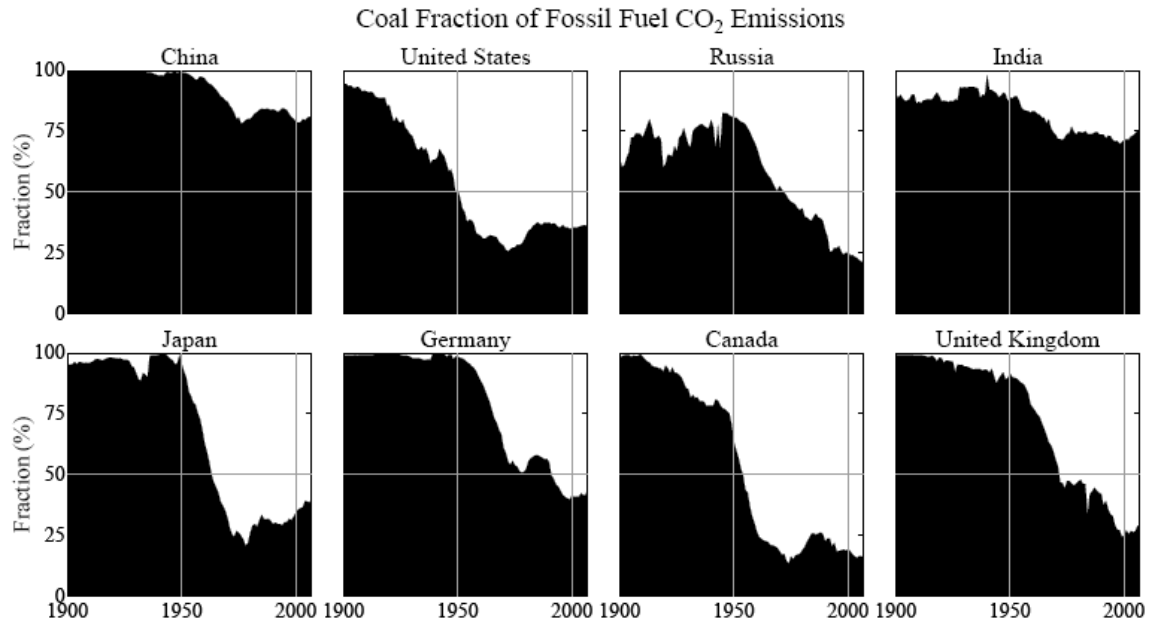 Coal Fraction of Fossil Fuel CO₂ Emissions
China United States Russia India
100
75
50
25
0
Fraction (%)
Japan Germany Canada United Kingdom
100
75
50
25
0
Fraction (%)
1900 1950 2000 1900 1950 2000 1900 1950 2000 1900 1950 2000